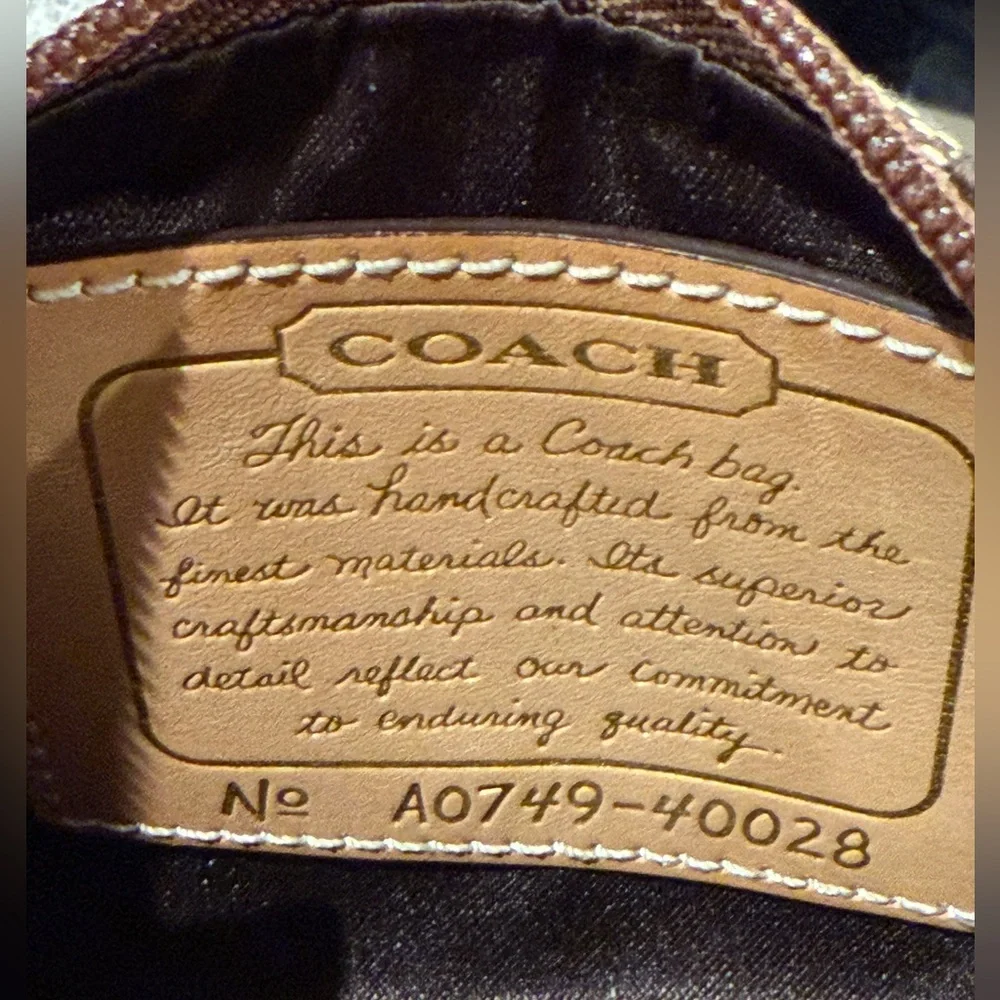 COACH
This is a Coach bag.
It was handcrafted from the
finest materials. Its superior
craftsmanship and attention to
detail reflect our commitment
to enduring quality.
Nº A0749-40028